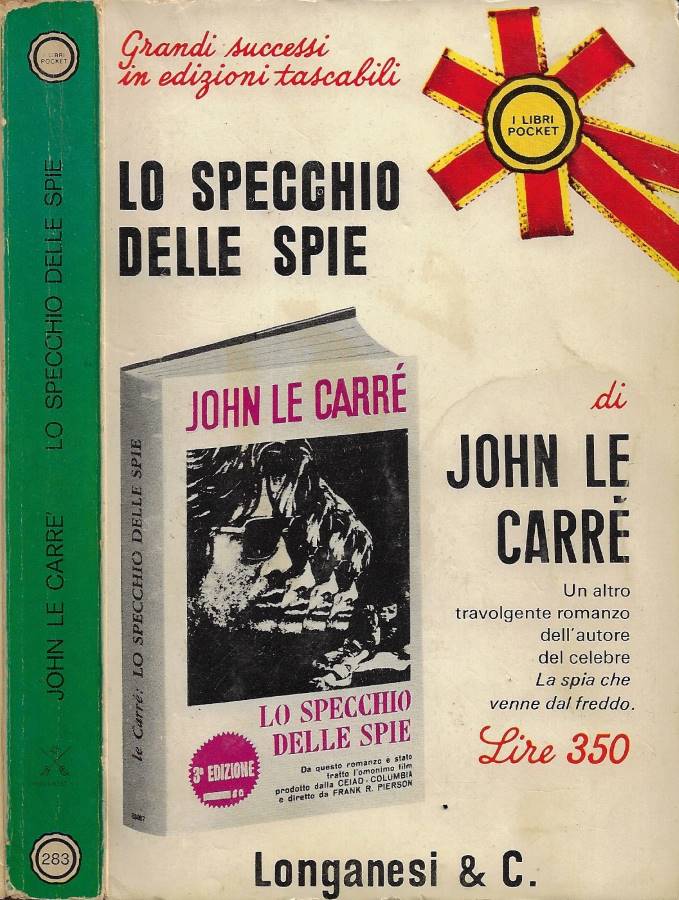 I LIBRI
POCKET
JOHN LE CARRE' LO SPECCHIO DELLE SPIE
283
Grandi successi
in edizioni tascabili
I LIBRI
POCKET
LO SPECCHIO
DELLE SPIE
JOHN LE CARRÉ
le Carré: LO SPECCHIO DELLE SPIE
LO SPECCHIO
DELLE SPIE
3ª EDIZIONE
Da questo romanzo è stato
tratto l'omonimo film
prodotto dalla CEIAD-COLUMBIA
e diretto da FRANK R. PIERSON
di
JOHN LE
CARRÉ
Un altro
travolgente romanzo
dell'autore
del celebre
La spia che
venne dal freddo.
Lire 350
Longanesi & C.